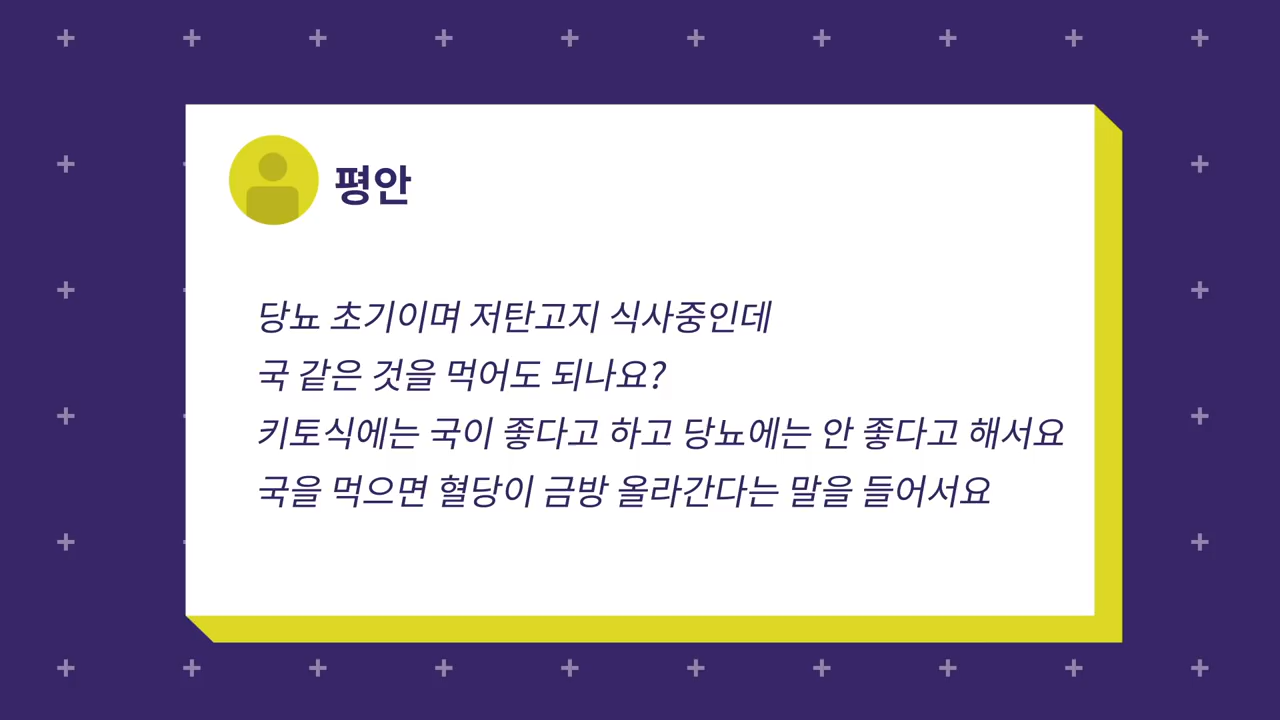 평안
당뇨 초기이며 저탄고지 식사중인데
국 같은 것을 먹어도 되나요?
키토식에는 국이 좋다고 하고 당뇨에는 안 좋다고 해서요
국을 먹으면 혈당이 금방 올라간다는 말을 들어서요